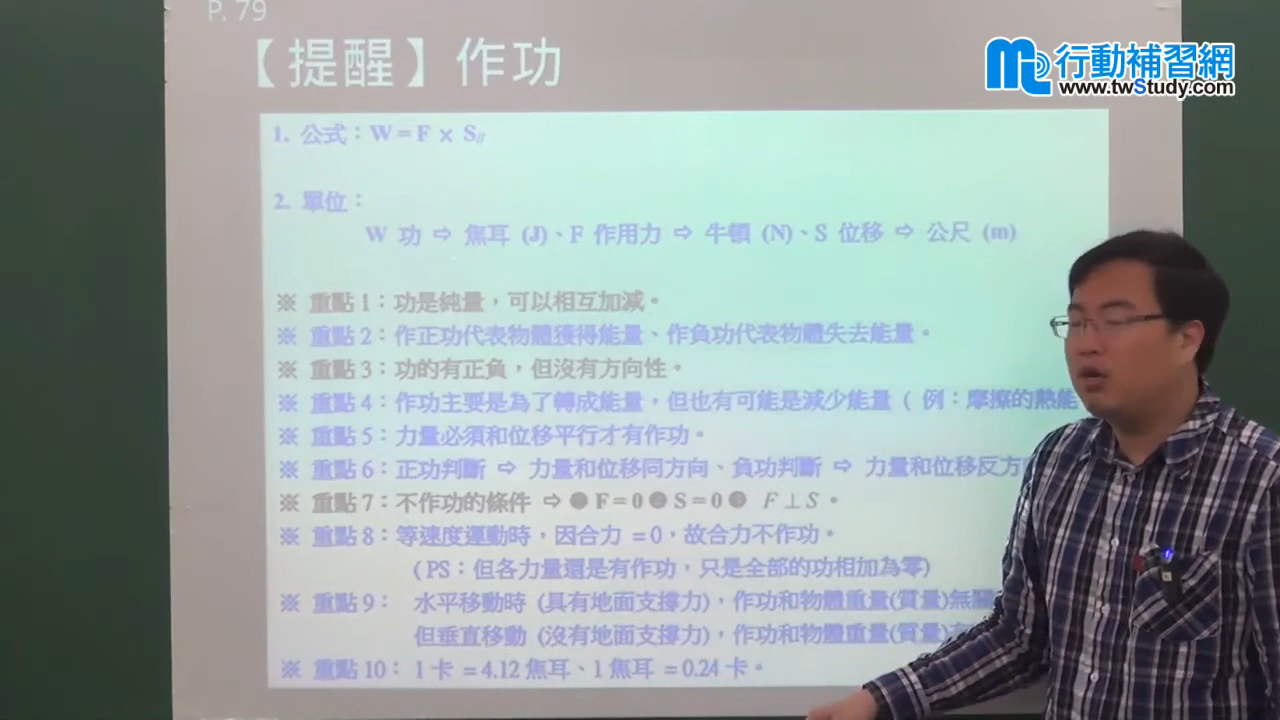 P. 79
【提醒】作功
行動補習網
www.twStudy.com
1. 公式：W = F × S//
2. 單位：
W 功 ⇨ 焦耳 (J)、F 作用力 ⇨ 牛頓 (N)、S 位移 ⇨ 公尺 (m)
※ 重點 1：功是純量，可以相互加減。
※ 重點 2：作正功代表物體獲得能量、作負功代表物體失去能量。
※ 重點 3：功的有正負，但沒有方向性。
※ 重點 4：作功主要是為了轉成能量，但也有可能是減少能量 ( 例：摩擦的熱能
※ 重點 5：力量必須和位移平行才有作功。
※ 重點 6：正功判斷 ⇨ 力量和位移同方向、負功判斷 ⇨ 力量和位移反方
※ 重點 7：不作功的條件 ⇨ ❶ F = 0 ❷ S = 0 ❸ F ⊥ S 。
※ 重點 8：等速度運動時，因合力 = 0，故合力不作功。
( PS：但各力量還是有作功，只是全部的功相加為零)
※ 重點 9： 水平移動時 (具有地面支撐力)，作功和物體重量(質量)無關
但垂直移動 (沒有地面支撐力)，作功和物體重量(質量)
※ 重點 10： 1 卡 = 4.12 焦耳、1 焦耳 = 0.24 卡。